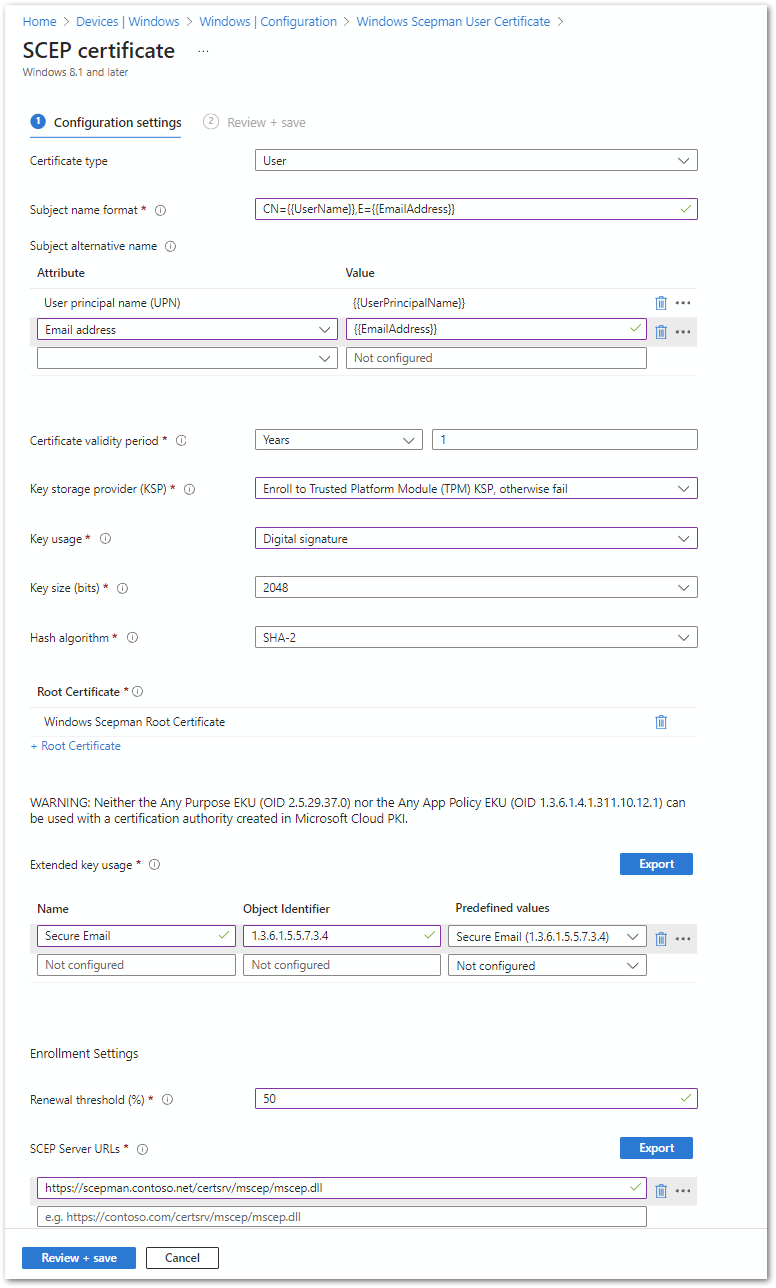 Home > Devices | Windows > Windows | Configuration > Windows Scepman User Certificate >
SCEP certificate ...
Windows 8.1 and later
1 Configuration settings 2 Review + save
Certificate type User
Subject name format * CN={{UserName}},E={{EmailAddress}}
Subject alternative name
Attribute Value
User principal name (UPN) {{UserPrincipalName}}
Email address {{EmailAddress}}
Not configured
Certificate validity period * Years 1
Key storage provider (KSP) * Enroll to Trusted Platform Module (TPM) KSP, otherwise fail
Key usage * Digital signature
Key size (bits) * 2048
Hash algorithm * SHA-2
Root Certificate *
Windows Scepman Root Certificate
+ Root Certificate
WARNING: Neither the Any Purpose EKU (OID 2.5.29.37.0) nor the Any App Policy EKU (OID 1.3.6.1.4.1.311.10.12.1) can
be used with a certification authority created in Microsoft Cloud PKI.
Extended key usage * Export
Name Object Identifier Predefined values
Secure Email 1.3.6.1.5.5.7.3.4 Secure Email (1.3.6.1.5.5.7.3.4)
Not configured Not configured Not configured
Enrollment Settings
Renewal threshold (%) * 50
SCEP Server URLs * Export
https://scepman.contoso.net/certsrv/mscep/mscep.dll
e.g. https://contoso.com/certsrv/mscep/mscep.dll
Review + save Cancel